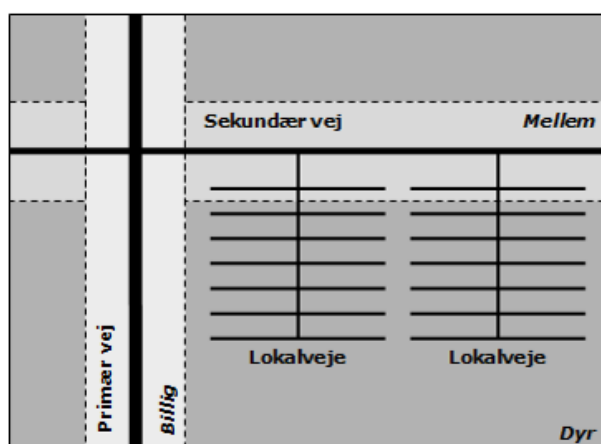 Sekundær vej
Mellem
Primær vej
Billig
Lokalveje
Lokalveje
Dyr